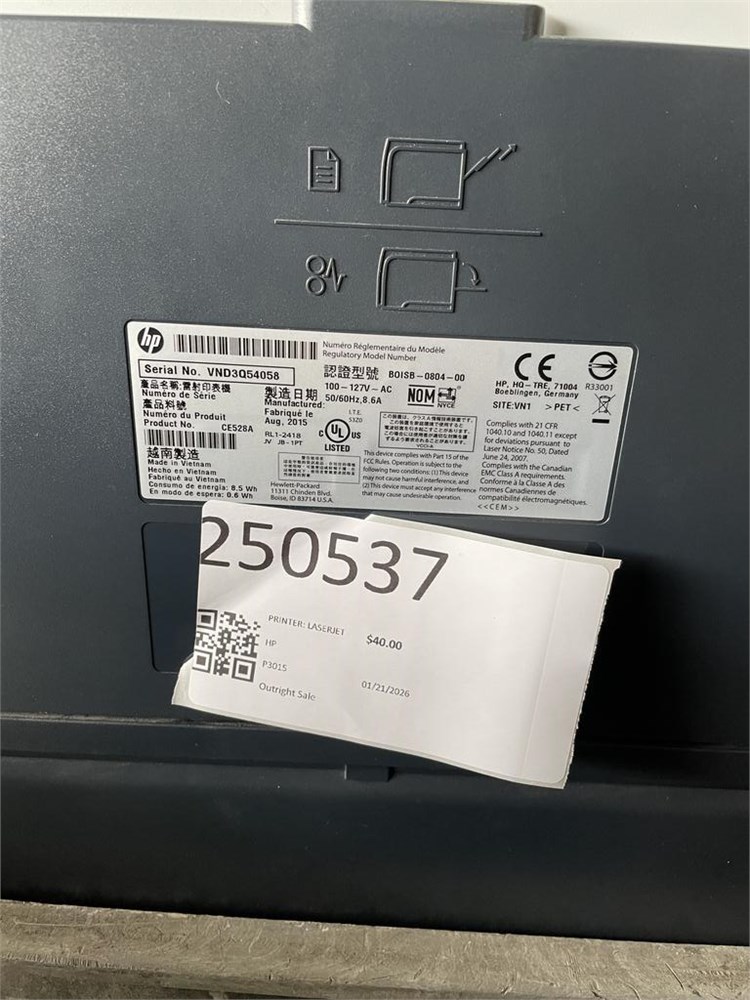 hp
Numéro Réglementaire du Modèle
Regulatory Model Number
Serial No. VND3Q54058
認證型號 BOISB-0804-00
產品名稱:雷射印表機
Numéro de Série
產品料號
Numéro du Produit
Product No. CE528A
越南製造
Made in Vietnam
Hecho en Vietnam
Fabriqué au Vietnam
Consumo de energía: 8.5 Wh
En modo de espera: 0.6 Wh
製造日期
Manufactured:
Fabriqué le
Aug, 2015
RL1-2418
JV JB-1PT
100-127V~AC
50/60Hz, 8.6A
I.T.E.
53Z0
C UL US
LISTED
NOM
NYCE
Hewlett-Packard
11311 Chinden Blvd.
Boise, ID 83714 U.S.A.
This device complies with Part 15 of the
FCC Rules. Operation is subject to the
following two conditions: (1) This device
may not cause harmful interference, and
(2) This device must accept any interference
that may cause undesirable operation.
CE
R33001
HP, HQ-TRE, 71004
Boeblingen, Germany
SITE:VN1 >PET<
Complies with 21 CFR
1040.10 and 1040.11 except
for deviations pursuant to
Laser Notice No. 50, Dated
June 24, 2007.
Complies with the Canadian
EMC Class A requirements.
Conforme à la Classe A des
normes Canadiennes de
compatibilité électromagnétiques.
<<CEM>>
250537
PRINTER: LASERJET $40.00
HP
P3015
Outright Sale 01/21/2026